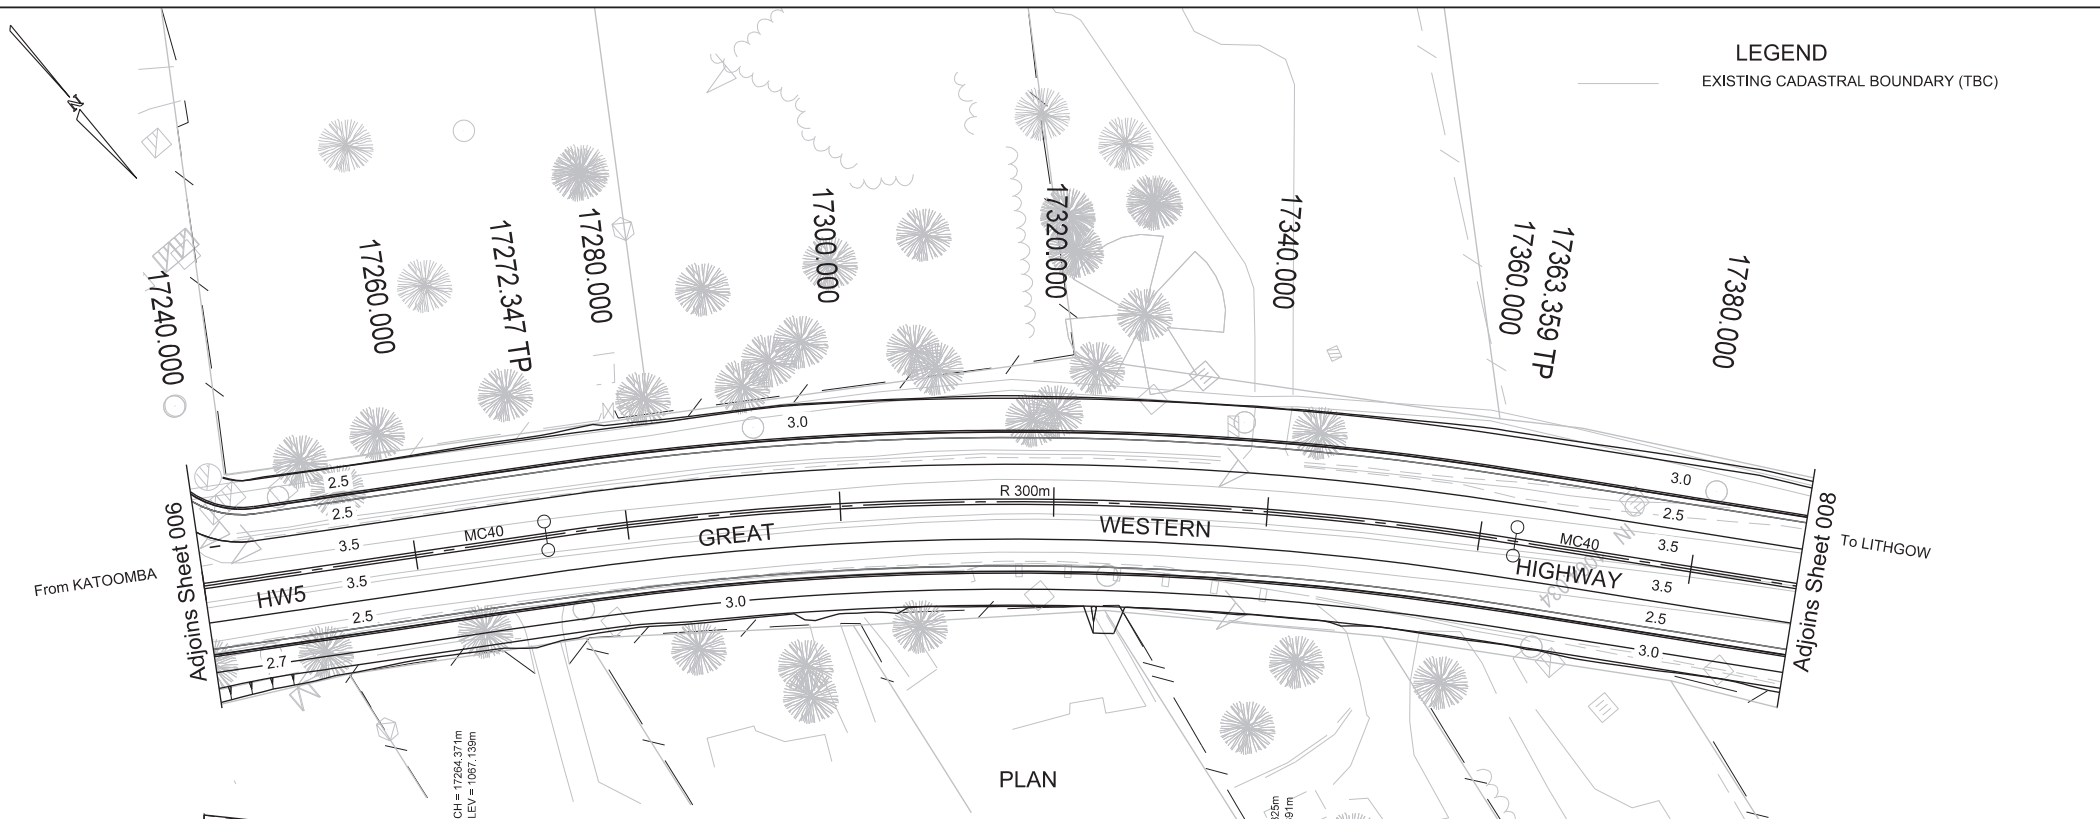 LEGEND
EXISTING CADASTRAL BOUNDARY (TBC)
N
17240.000
17260.000
17272.347 TP
17280.000
17300.000
17320.000
17340.000
17360.000
17363.359 TP
17380.000
3.0
2.5
2.5
3.5
3.5
2.5
2.7
3.0
3.0
2.5
3.5
3.5
2.5
3.0
R 300m
MC40
MC40
HW5
GREAT
WESTERN
HIGHWAY
From KATOOMBA
Adjoins Sheet 006
To LITHGOW
Adjoins Sheet 008
CH = 17264.371m
LEV = 1067.139m
PLAN